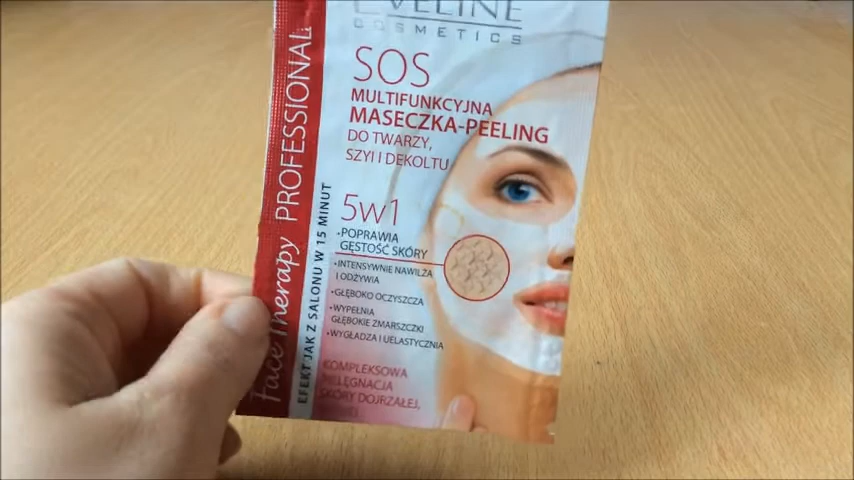 EVELINE
COSMETICS
SOS
MULTIFUNKCYJNA
MASECZKA-PEELING
DO TWARZY,
SZYI I DEKOLTU
5w1
•POPRAWIA
GĘSTOŚĆ SKÓRY
•INTENSYWNIE NAWILŻA
I ODŻYWIA
•GŁĘBOKO OCZYSZCZA
•WYPEŁNIA
GŁĘBOKIE ZMARSZCZKI
•WYGŁADZA I UELASTYCZNIA
KOMPLEKSOWA
PIELĘGNACJA
SKÓRY DOJRZAŁEJ,
Face Therapy PROFESSIONAL
EFEKT JAK Z SALONU W 15 MINUT